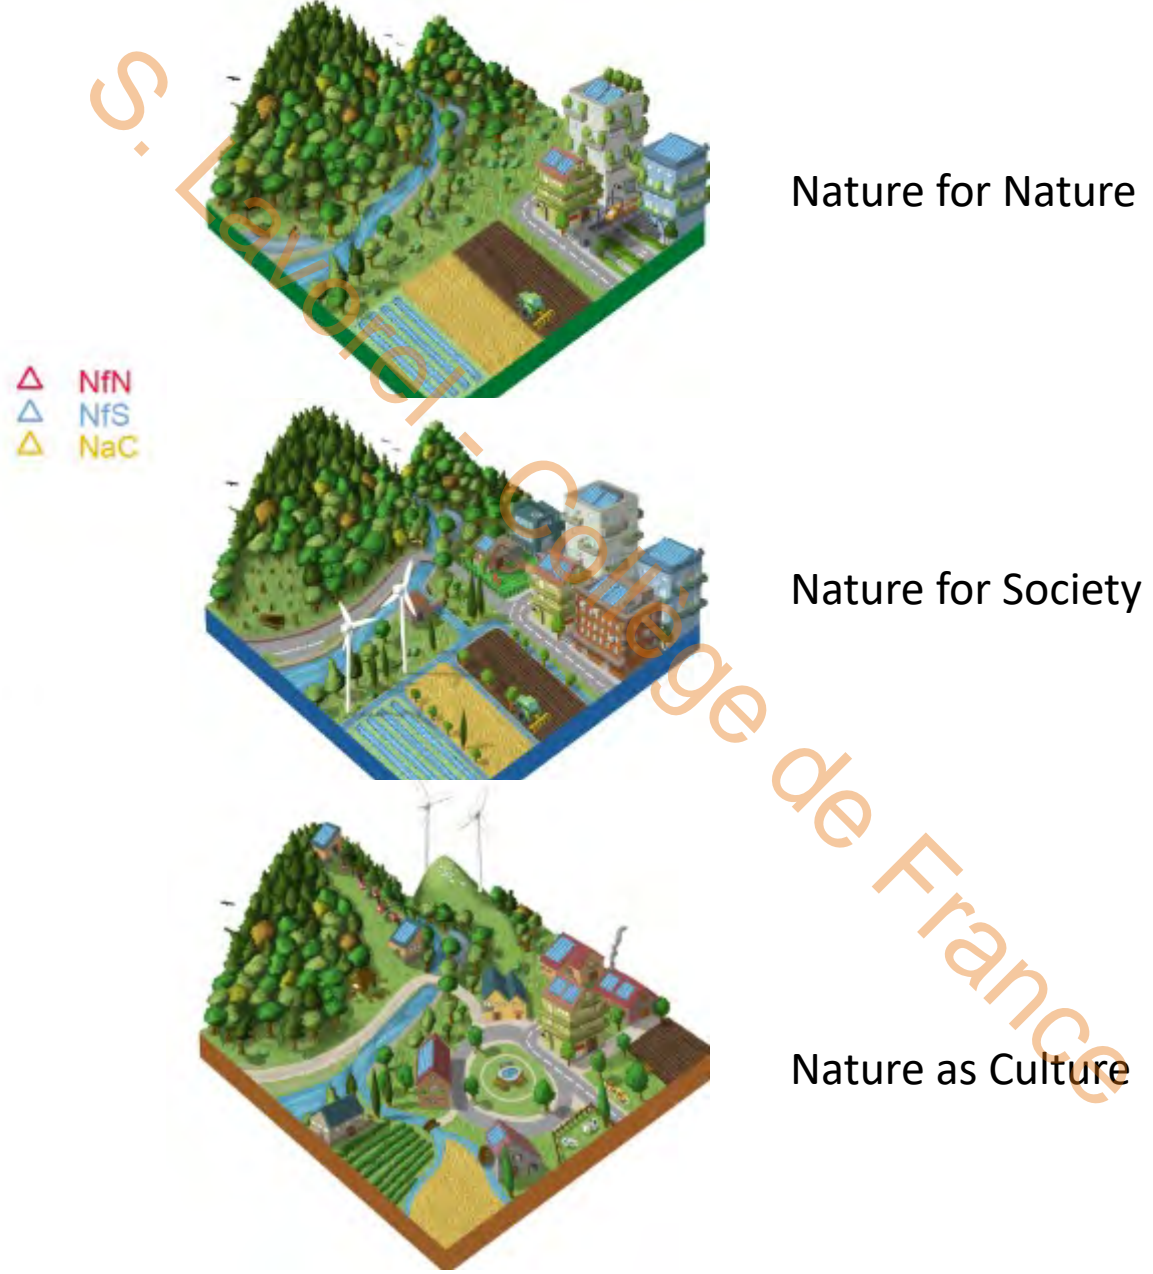 Nature for Nature
△ NfN
△ NfS
△ NaC
Nature for Society
Nature as Culture
S. Lavorel - Collège de France